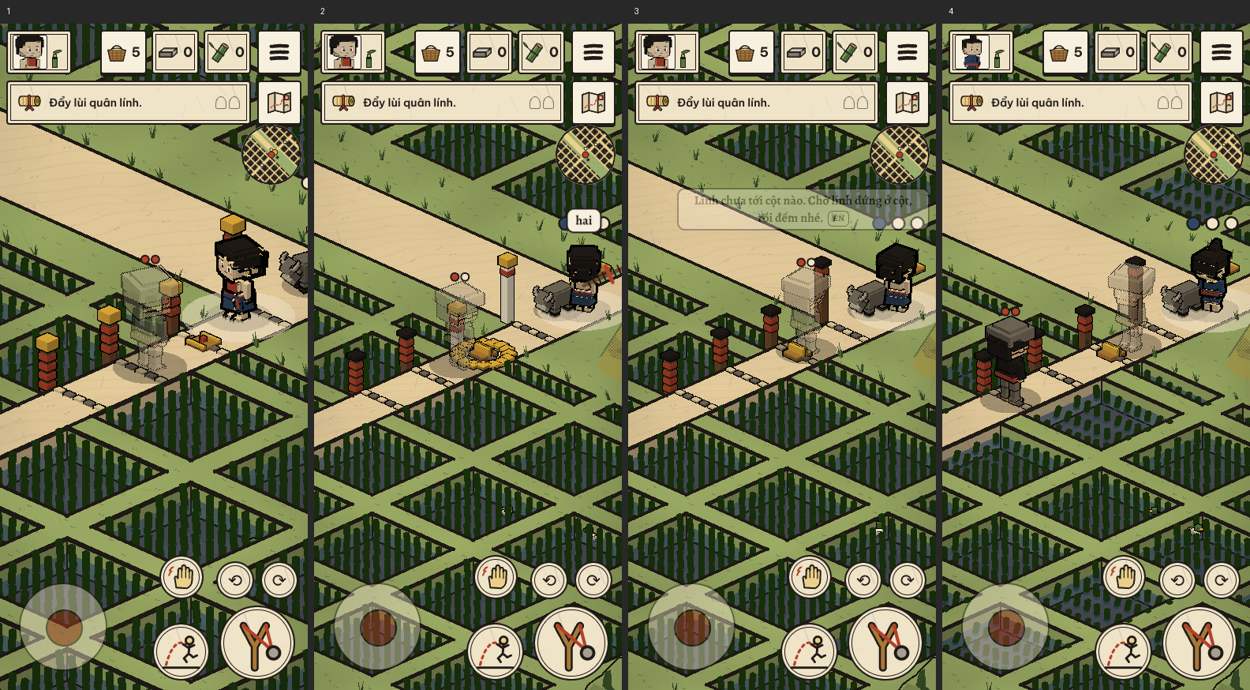 1
5
0
0
Đẩy lùi quân lính.
2
5
0
0
Đẩy lùi quân lính.
hai
3
5
0
0
Đẩy lùi quân lính.
Lính chưa tới cột nào. Chờ lính đứng ở cột,
rồi đếm nhé. EN
4
5
0
0
Đẩy lùi quân lính.